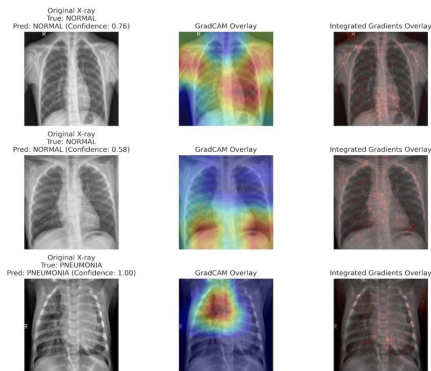 Original X-ray
True: NORMAL
Pred: NORMAL (Confidence: 0.76)
GradCAM Overlay
Integrated Gradients Overlay
R
R
Original X-ray
True: NORMAL
Pred: NORMAL (Confidence: 0.58)
GradCAM Overlay
Integrated Gradients Overlay
Original X-ray
True: PNEUMONIA
Pred: PNEUMONIA (Confidence: 1.00)
GradCAM Overlay
Integrated Gradients Overlay
R
R
R